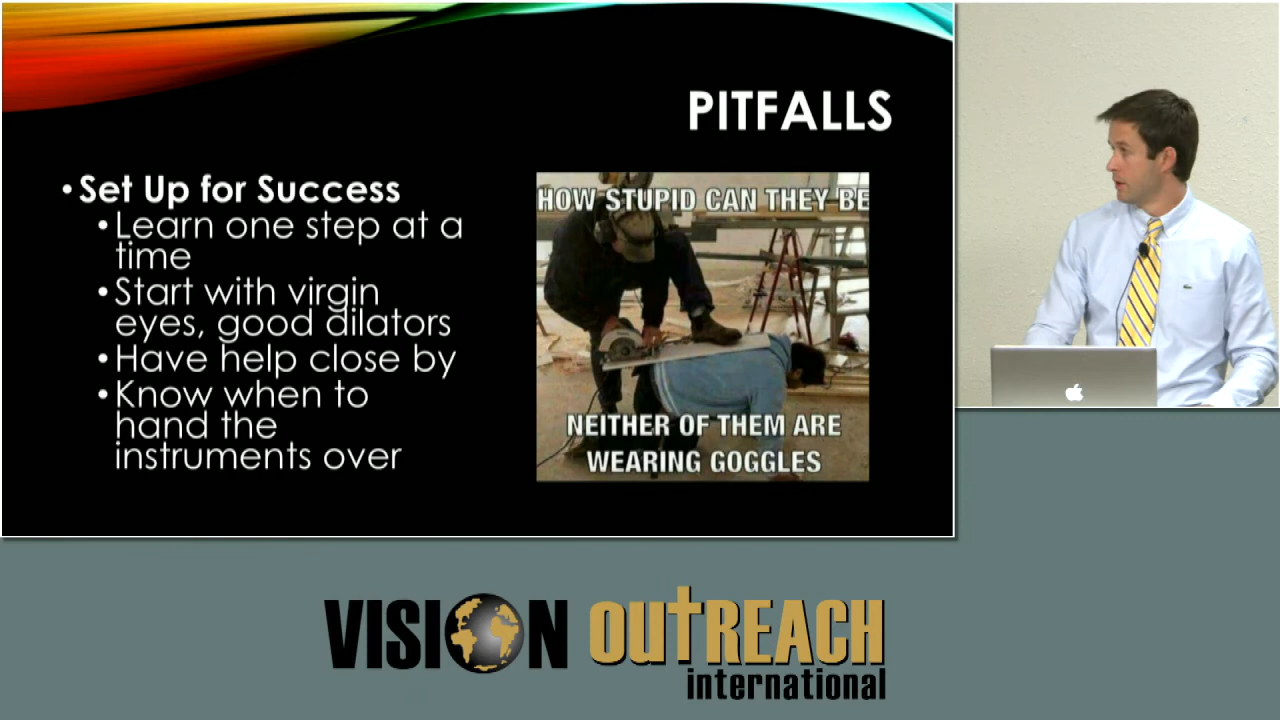 PITFALLS
• Set Up for Success
• Learn one step at a
time
• Start with virgin
eyes, good dilators
• Have help close by
• Know when to
hand the
instruments over
HOW STUPID CAN THEY BE
NEITHER OF THEM ARE
WEARING GOGGLES
VISION OUTREACH
international